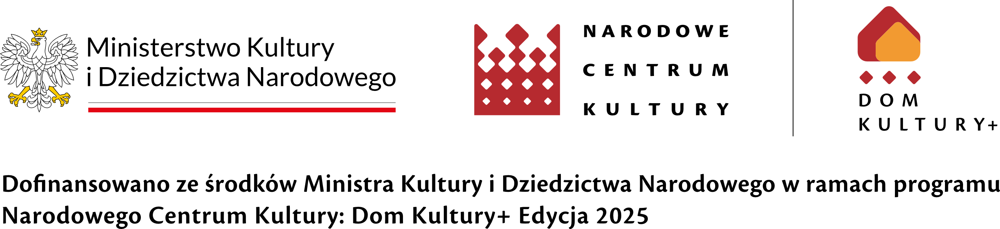 Ministerstwo Kultury
i Dziedzictwa Narodowego
NARODOWE
CENTRUM
KULTURY
DOM
KULTURY+
Dofinansowano ze środków Ministra Kultury i Dziedzictwa Narodowego w ramach programu
Narodowego Centrum Kultury: Dom Kultury+ Edycja 2025